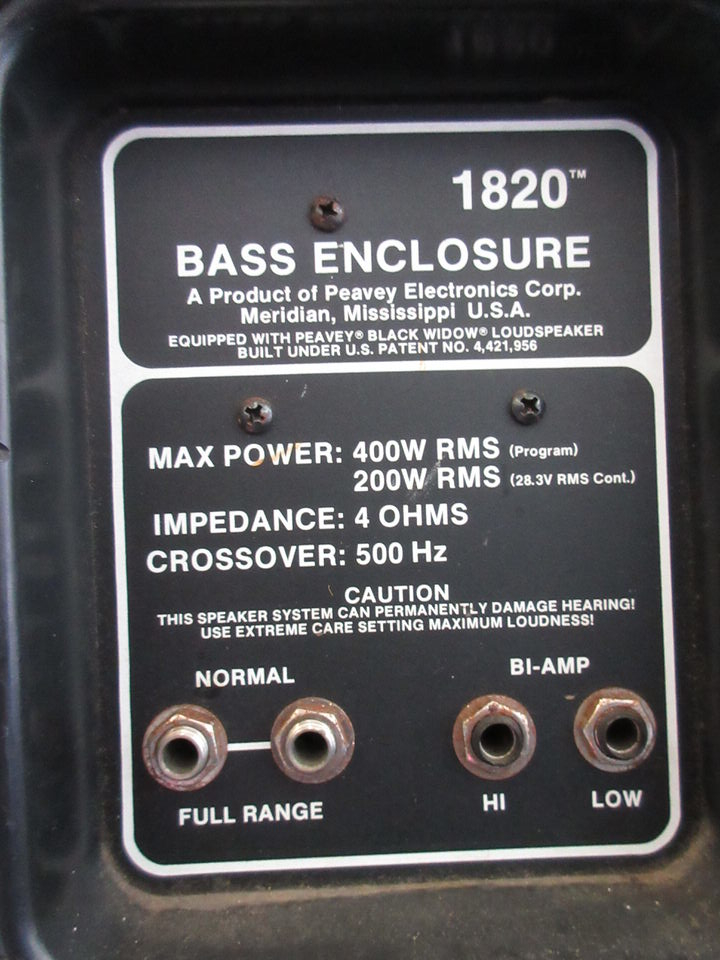 1820™
BASS ENCLOSURE
A Product of Peavey Electronics Corp.
Meridian, Mississippi U.S.A.
EQUIPPED WITH PEAVEY® BLACK WIDOW® LOUDSPEAKER
BUILT UNDER U.S. PATENT NO. 4,421,956
MAX POWER: 400W RMS (Program)
200W RMS (28.3V RMS Cont.)
IMPEDANCE: 4 OHMS
CROSSOVER: 500 Hz
CAUTION
THIS SPEAKER SYSTEM CAN PERMANENTLY DAMAGE HEARING!
USE EXTREME CARE SETTING MAXIMUM LOUDNESS!
NORMAL
BI-AMP
FULL RANGE
HI
LOW